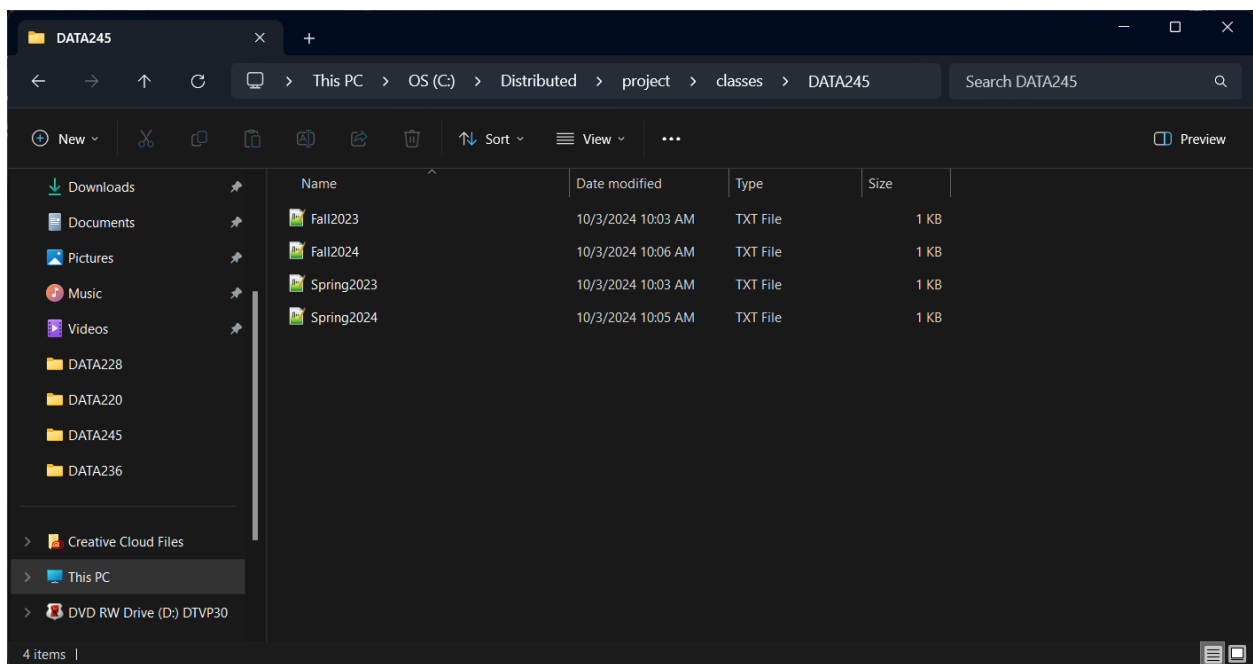 DATA245
This PC > OS (C:) > Distributed > project > classes > DATA245
Search DATA245
New
Sort
View
Preview
Downloads
Documents
Pictures
Music
Videos
DATA228
DATA220
DATA245
DATA236
Creative Cloud Files
This PC
DVD RW Drive (D:) DTVP30
Name Date modified Type Size
Fall2023 10/3/2024 10:03 AM TXT File 1 KB
Fall2024 10/3/2024 10:06 AM TXT File 1 KB
Spring2023 10/3/2024 10:03 AM TXT File 1 KB
Spring2024 10/3/2024 10:05 AM TXT File 1 KB
4 items